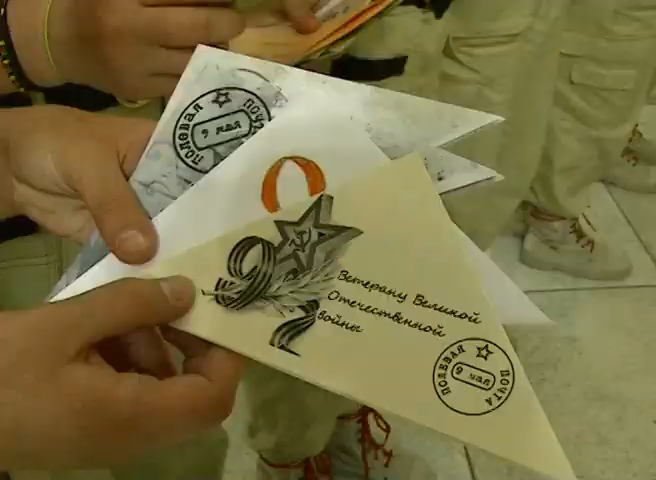 ПОЛЕВАЯ ПОЧТА
9 мая
Ветерану Великой
Отечественной
войны
ПОЛЕВАЯ ПОЧТА
9 мая